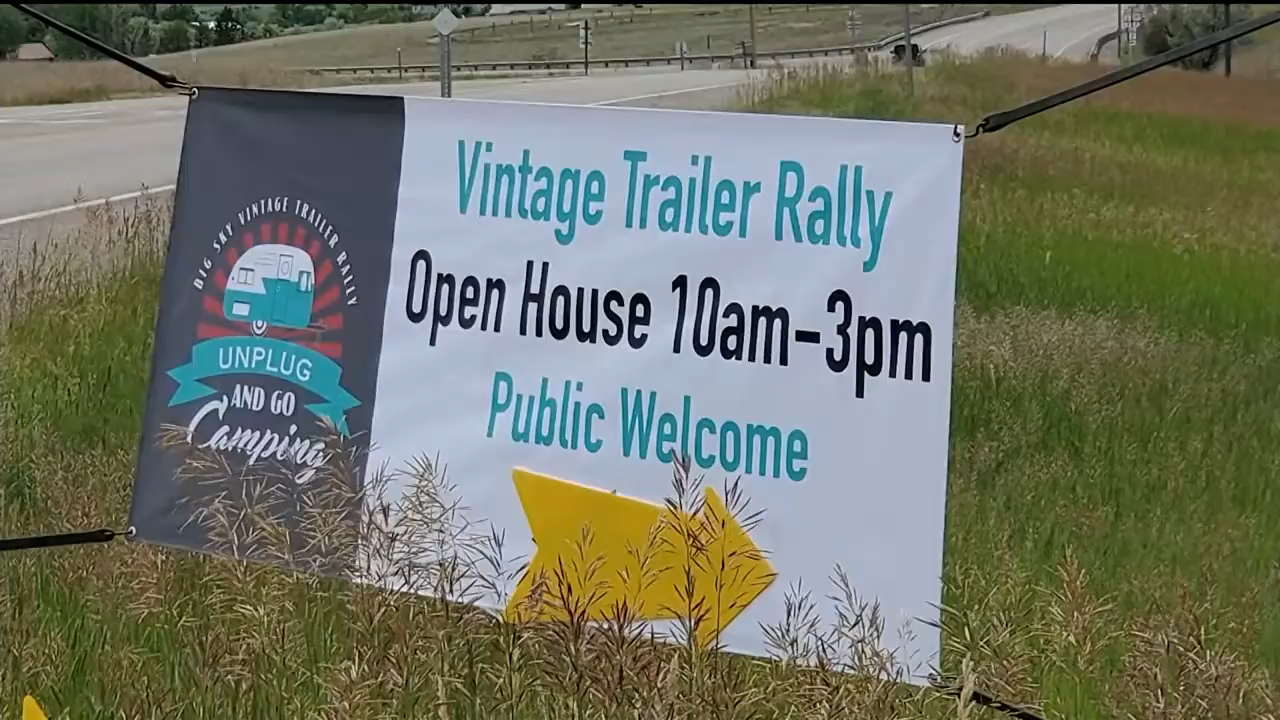 BIG SKY VINTAGE TRAILER RALLY
UNPLUG
AND GO
Camping
Vintage Trailer Rally
Open House 10am-3pm
Public Welcome